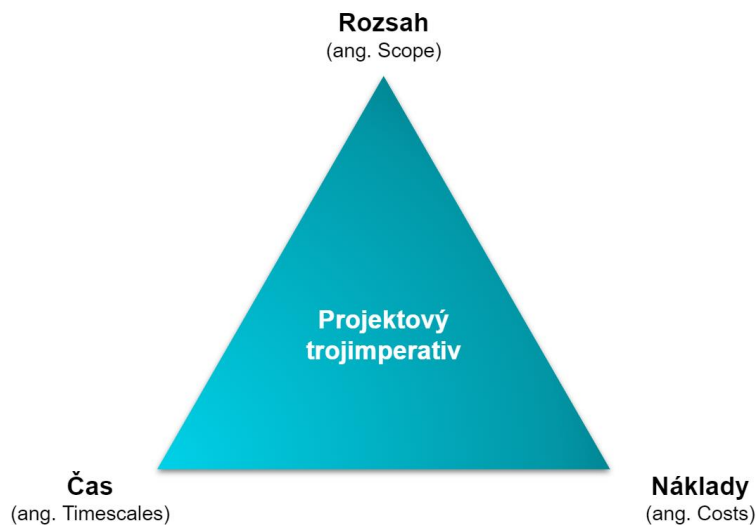 Rozsah
(ang. Scope)
Projektový
trojimperativ
Čas
(ang. Timescales)
Náklady
(ang. Costs)